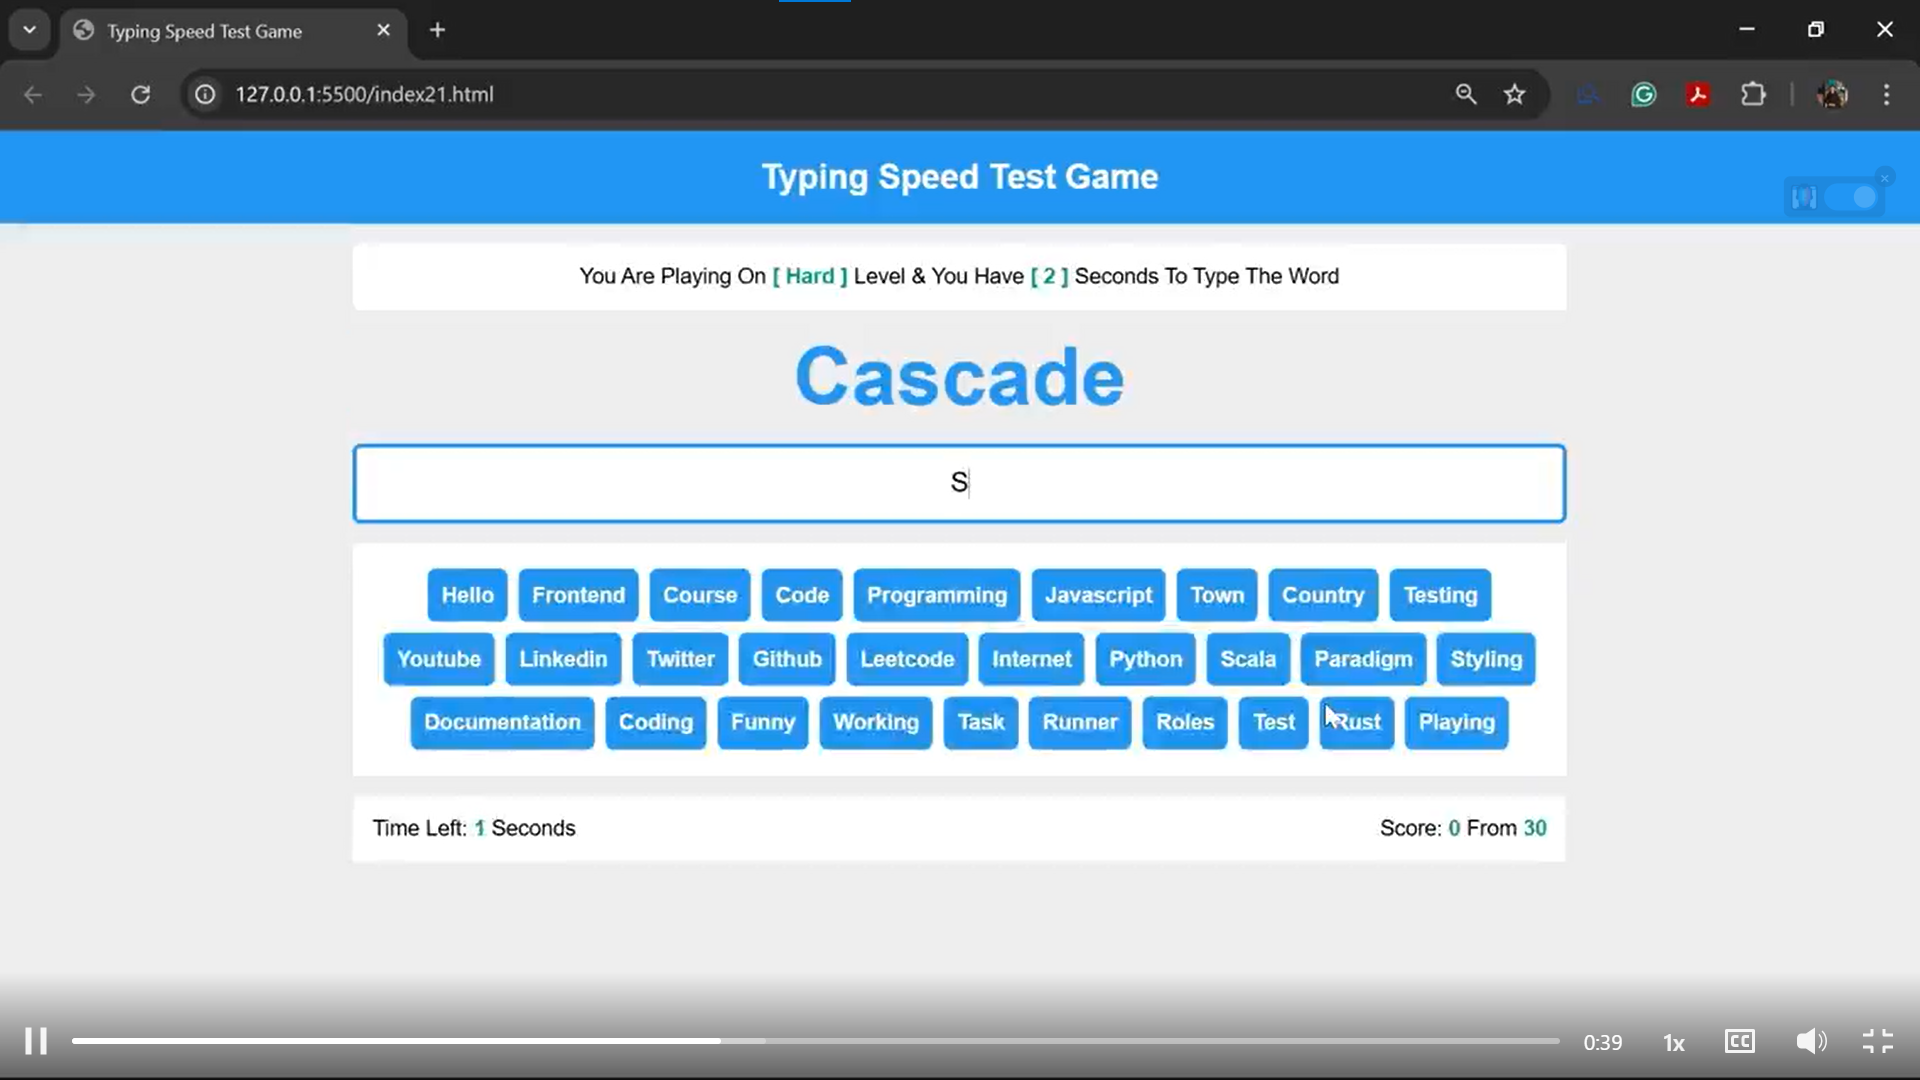 Typing Speed Test Game
127.0.0.1:5500/index21.html
Typing Speed Test Game
You Are Playing On [ Hard ] Level & You Have [ 2 ] Seconds To Type The Word
Cascade
S
Hello Frontend Course Code Programming Javascript Town Country Testing
Youtube Linkedin Twitter Github Leetcode Internet Python Scala Paradigm Styling
Documentation Coding Funny Working Task Runner Roles Test Rust Playing
Time Left: 1 Seconds Score: 0 From 30
0:39 1x CC